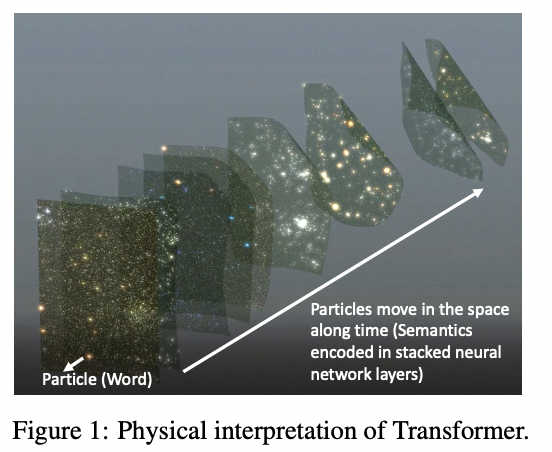 Particles move in the space
along time (Semantics
encoded in stacked neural
network layers)
Particle (Word)
Figure 1: Physical interpretation of Transformer.